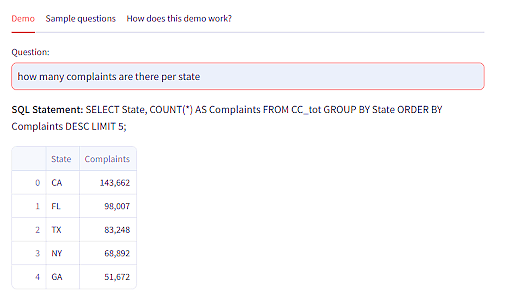 Demo Sample questions How does this demo work?
Question:
how many complaints are there per state
SQL Statement: SELECT State, COUNT(*) AS Complaints FROM CC_tot GROUP BY State ORDER BY
Complaints DESC LIMIT 5;
State Complaints
0 CA 143,662
1 FL 98,007
2 TX 83,248
3 NY 68,892
4 GA 51,672